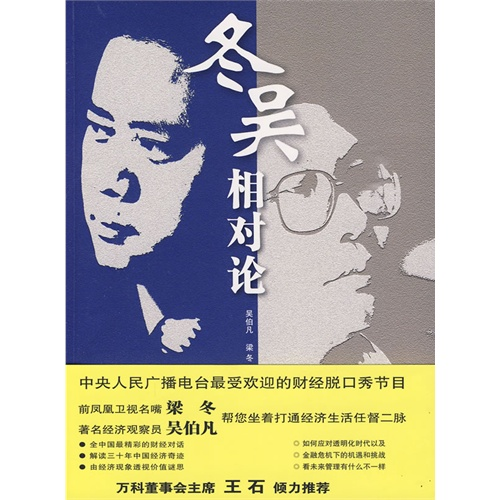 冬吴
相对论
吴伯凡 梁冬
中央人民广播电台最受欢迎的财经脱口秀节目
前凤凰卫视名嘴 梁 冬
著名经济观察员 吴伯凡
帮您坐着打通经济生活任督二脉
● 全中国最精彩的财经对话
● 解读三十年中国经济奇迹
● 由经济现象透视价值谜思
◎ 如何应对透明化时代以及
◎ 金融危机下的机遇和挑战
◎ 看未来管理有什么不一样
万科董事会主席 王 石 倾力推荐